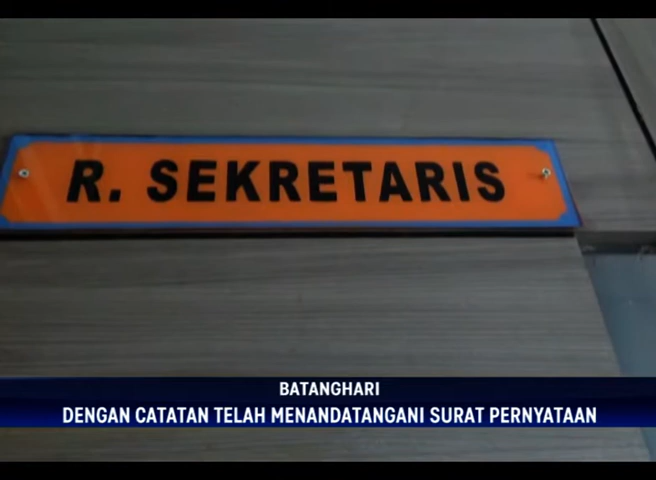 R. SEKRETARIS
BATANGHARI
DENGAN CATATAN TELAH MENANDATANGANI SURAT PERNYATAAN